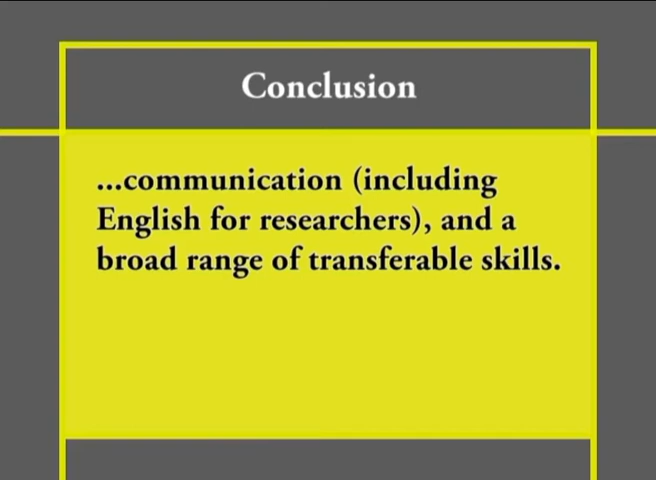 Conclusion
...communication (including
English for researchers), and a
broad range of transferable skills.